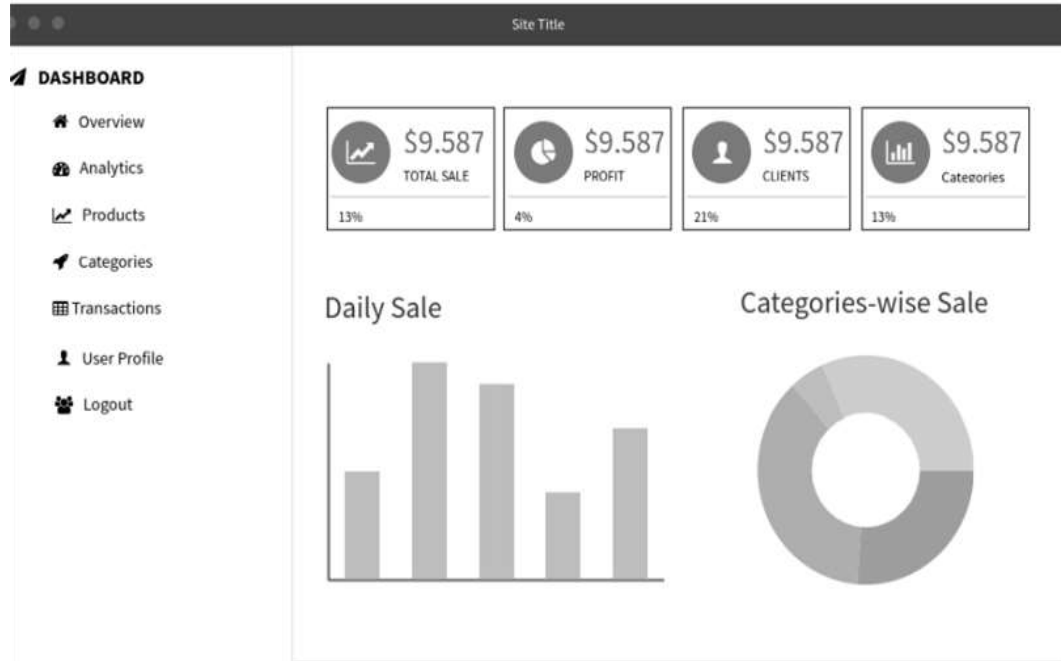 Site Title
DASHBOARD
Overview
Analytics
Products
Categories
Transactions
User Profile
Logout
$9.587
TOTAL SALE
13%
$9.587
PROFIT
4%
$9.587
CLIENTS
21%
$9.587
Categories
13%
Daily Sale
Categories-wise Sale